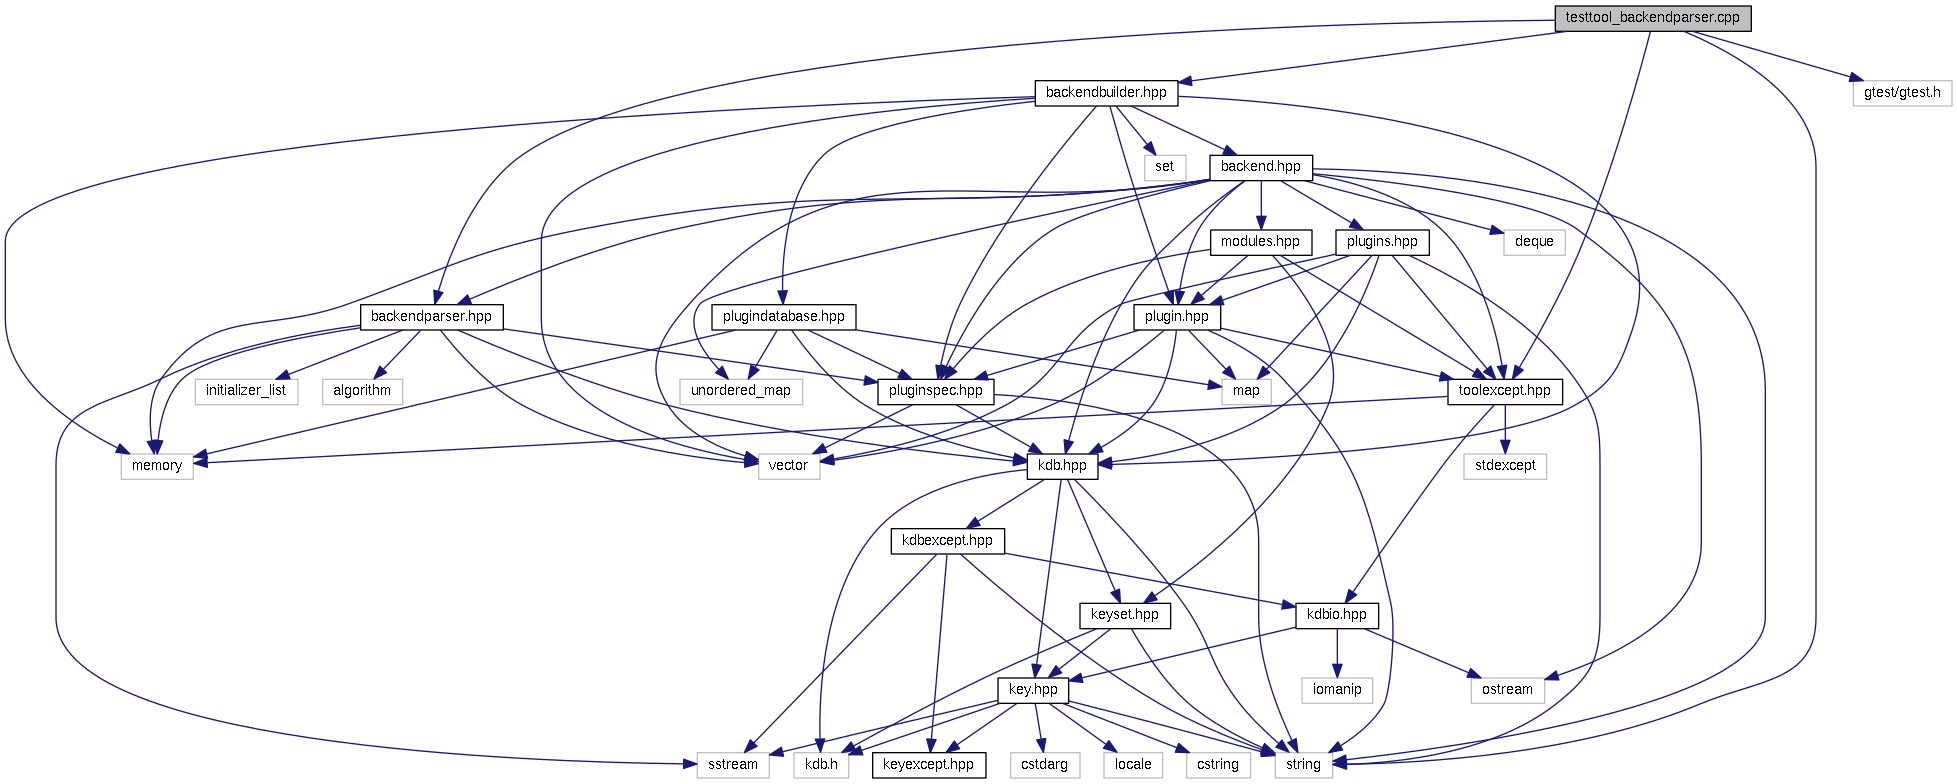 testtool_backendparser.cpp
backendbuilder.hpp
gtest/gtest.h
set
backend.hpp
modules.hpp
plugins.hpp
deque
backendparser.hpp
plugindatabase.hpp
plugin.hpp
initializer_list
algorithm
unordered_map
pluginspec.hpp
map
toolexcept.hpp
memory
vector
kdb.hpp
stdexcept
kdbexcept.hpp
keyset.hpp
kdbio.hpp
key.hpp
iomanip
ostream
sstream
kdb.h
keyexcept.hpp
cstdarg
locale
cstring
string